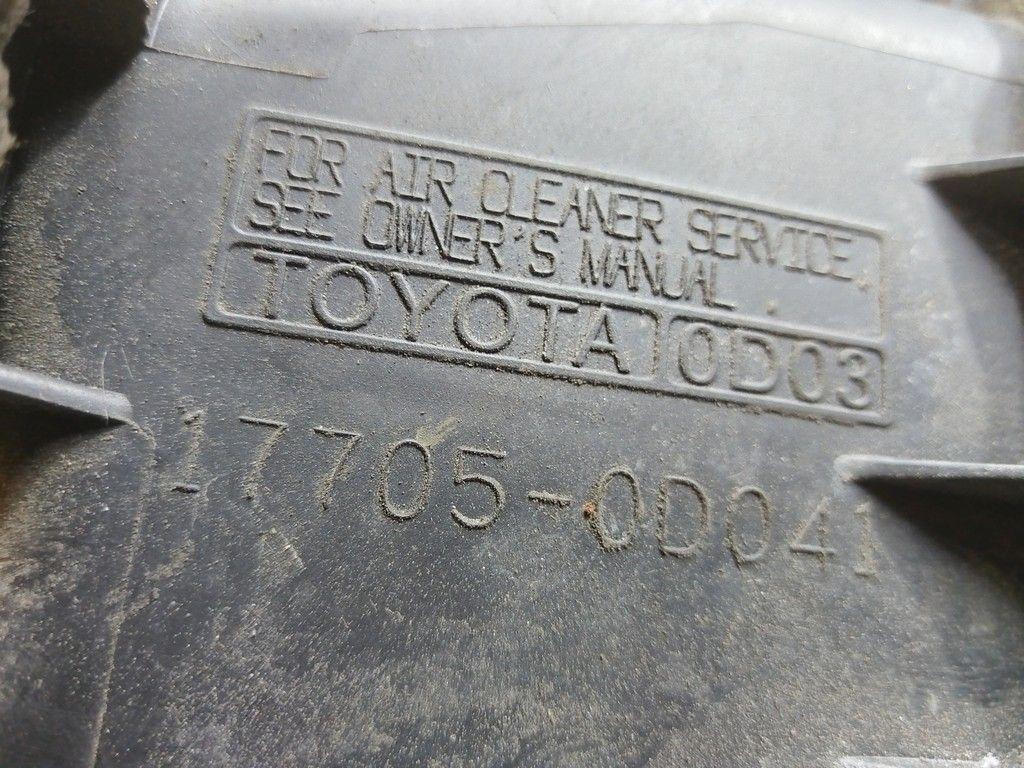 FOR AIR CLEANER SERVICE,
SEE OWNER'S MANUAL.
TOYOTA 0D03
17705-0D041